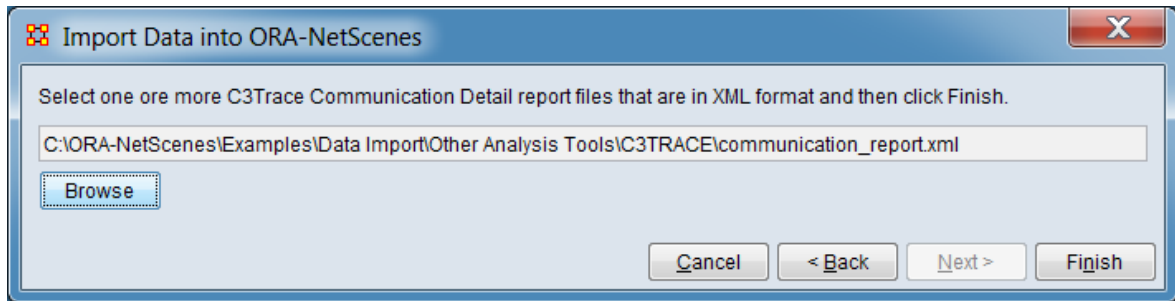 Import Data into ORA-NetScenes
X
Select one ore more C3Trace Communication Detail report files that are in XML format and then click Finish.
C:\ORA-NetScenes\Examples\Data Import\Other Analysis Tools\C3TRACE\communication_report.xml
Browse
Cancel < Back Next > Finish